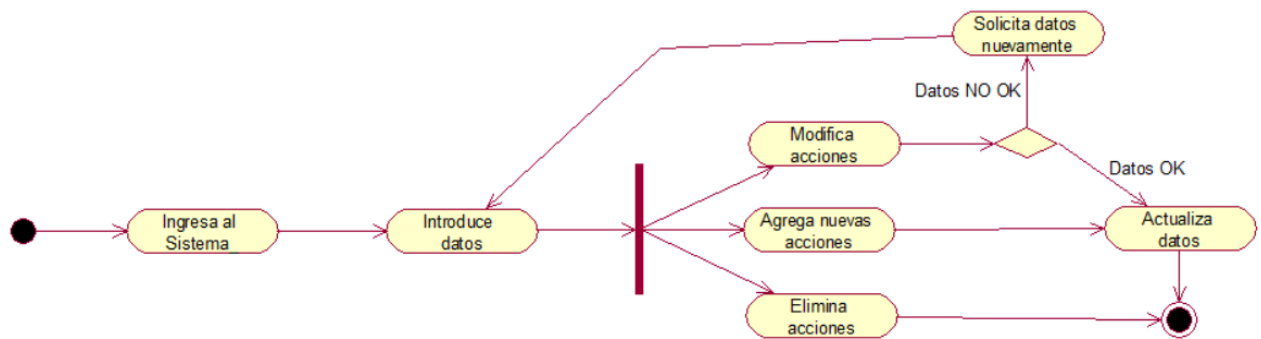 Solicita datos
nuevamente
Datos NO OK
Modifica
acciones
Datos OK
Ingresa al
Sistema
Introduce
datos
Agrega nuevas
acciones
Actualiza
datos
Elimina
acciones